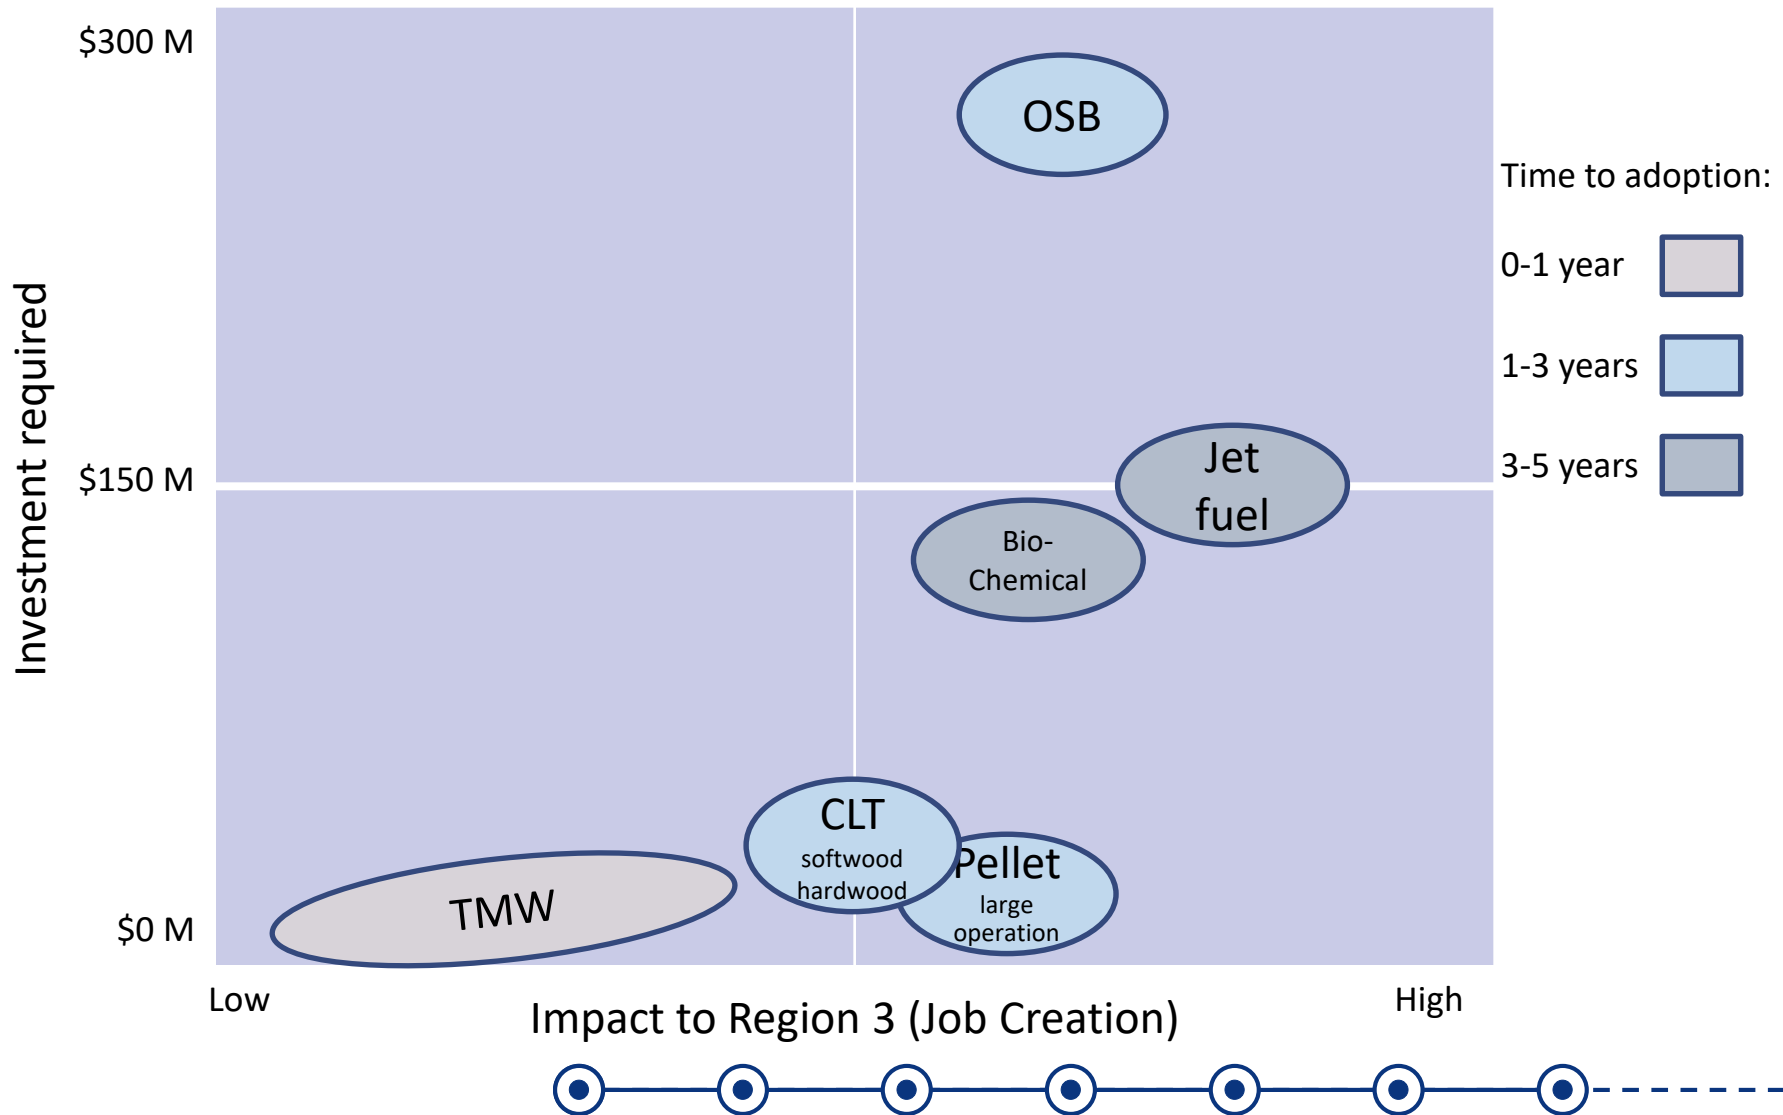 $300 M
OSB
Time to adoption:
0-1 year
1-3 years
3-5 years
Investment required
$150 M
Jet
fuel
Bio-
Chemical
CLT
softwood
hardwood
Pellet
large
operation
TMW
$0 M
Low
High
Impact to Region 3 (Job Creation)